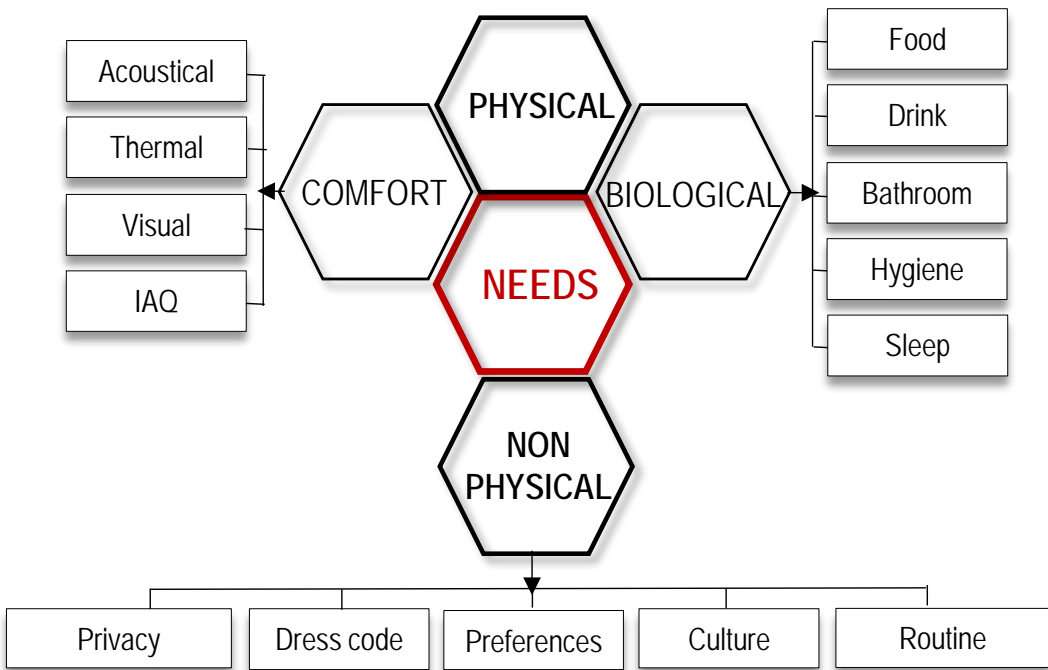 PHYSICAL
COMFORT
BIOLOGICAL
NEEDS
NON
PHYSICAL
Acoustical
Thermal
Visual
IAQ
Food
Drink
Bathroom
Hygiene
Sleep
Privacy
Dress code
Preferences
Culture
Routine